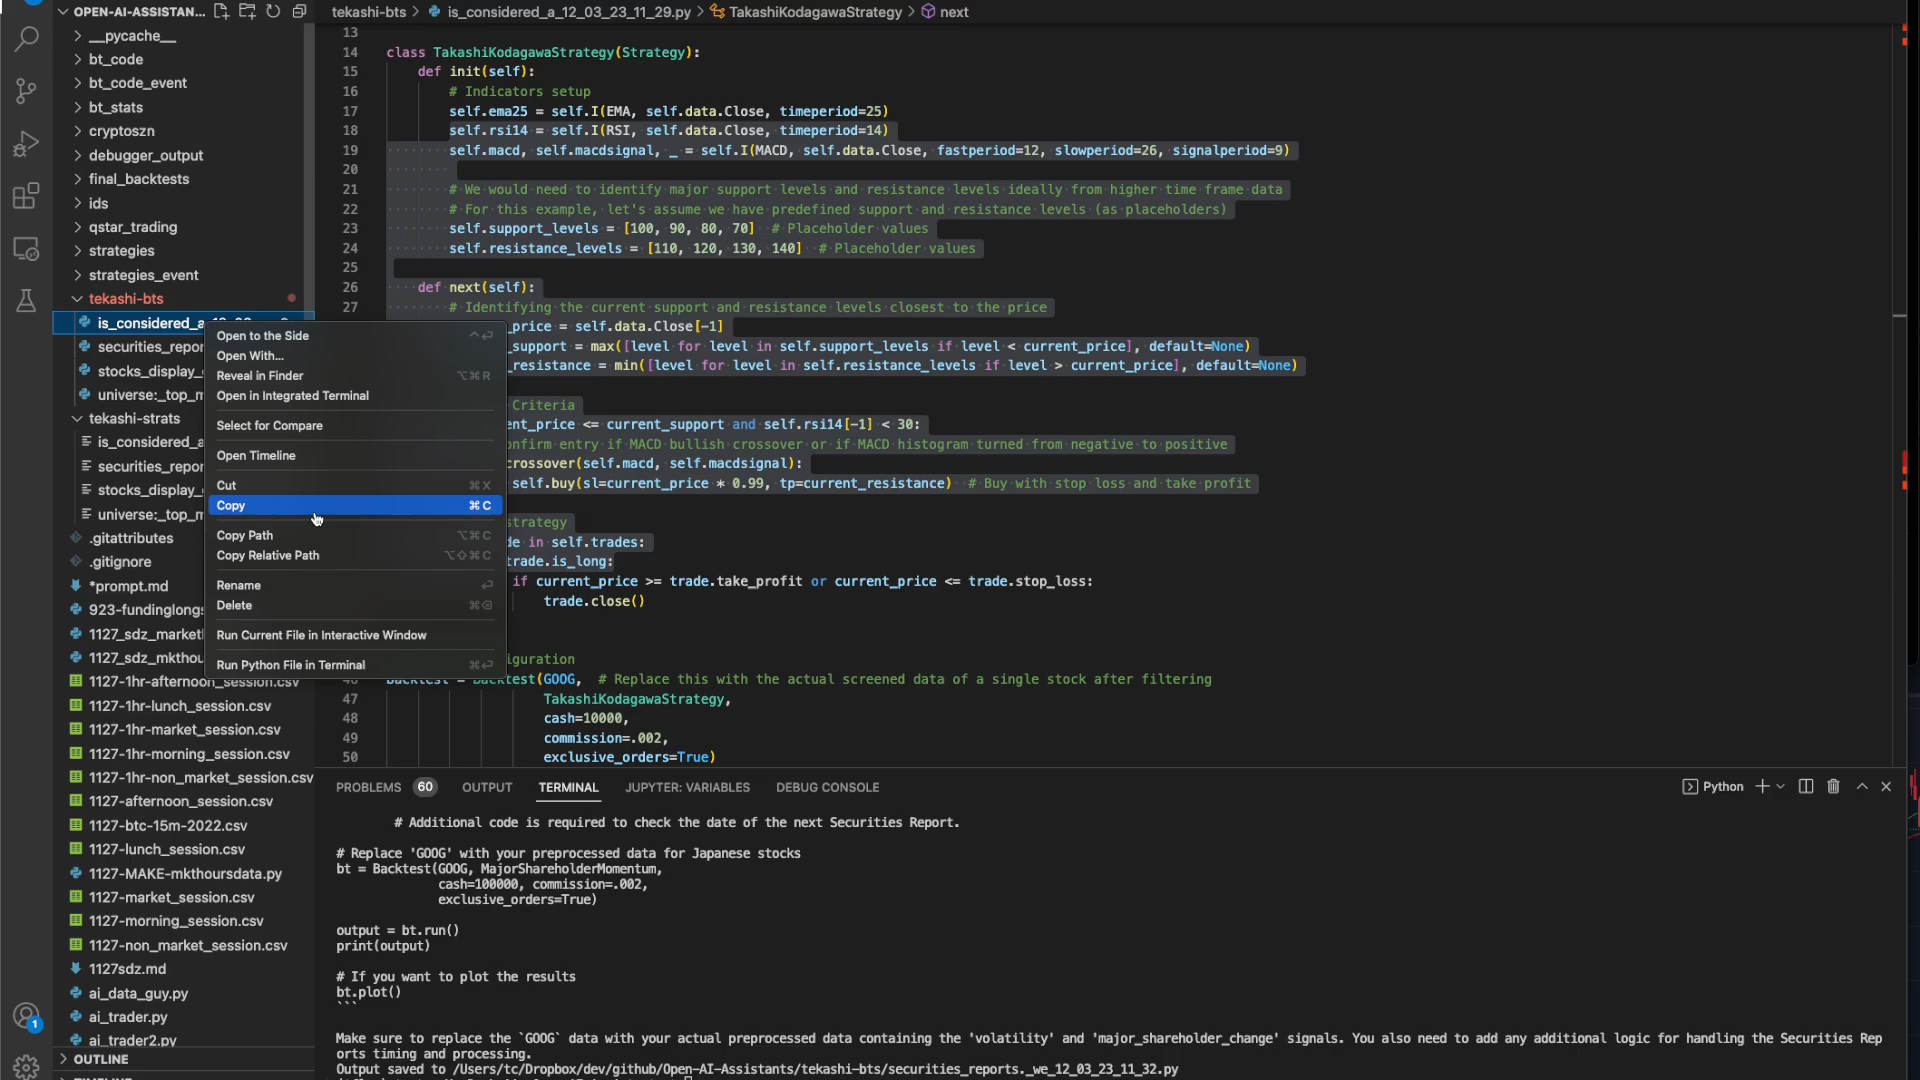 OPEN-AI-ASSISTAN...
__pycache__
bt_code
bt_code_event
bt_stats
cryptoszn
debugger_output
final_backtests
ids
qstar_trading
strategies
strategies_event
tekashi-bts
is_considered_a_
securities_repor
stocks_display_
universe:_top_m
tekashi-strats
is_considered_a
securities_repor
stocks_display_
universe:_top_m
.gitattributes
.gitignore
*prompt.md
923-fundinglongs
1127_sdz_market
1127_sdz_mkthou
1127-1hr-afternoon_session.csv
1127-1hr-lunch_session.csv
1127-1hr-market_session.csv
1127-1hr-morning_session.csv
1127-1hr-non_market_session.csv
1127-afternoon_session.csv
1127-btc-15m-2022.csv
1127-lunch_session.csv
1127-MAKE-mkthoursdata.py
1127-market_session.csv
1127-morning_session.csv
1127-non_market_session.csv
1127sdz.md
ai_data_guy.py
ai_trader.py
ai_trader2.py
OUTLINE
1
Open to the Side ⌃⏎
Open With...
Reveal in Finder ⌥⌘R
Open in Integrated Terminal
Select for Compare
Open Timeline
Cut ⌘X
Copy ⌘C
Copy Path ⌥⌘C
Copy Relative Path ⌥⇧⌘C
Rename ⏎
Delete ⌘⌫
Run Current File in Interactive Window
Run Python File in Terminal ⌘⏎
tekashi-bts > is_considered_a_12_03_23_11_29.py > TakashiKodagawaStrategy > next
13
14 class TakashiKodagawaStrategy(Strategy):
15 def init(self):
16 # Indicators setup
17 self.ema25 = self.I(EMA, self.data.Close, timeperiod=25)
18 self.rsi14 = self.I(RSI, self.data.Close, timeperiod=14)
19 self.macd, self.macdsignal, _ = self.I(MACD, self.data.Close, fastperiod=12, slowperiod=26, signalperiod=9)
20
21 # We would need to identify major support levels and resistance levels ideally from higher time frame data
22 # For this example, let's assume we have predefined support and resistance levels (as placeholders)
23 self.support_levels = [100, 90, 80, 70] # Placeholder values
24 self.resistance_levels = [110, 120, 130, 140] # Placeholder values
25
26 def next(self):
27 # Identifying the current support and resistance levels closest to the price
_price = self.data.Close[-1]
_support = max([level for level in self.support_levels if level < current_price], default=None)
_resistance = min([level for level in self.resistance_levels if level > current_price], default=None)
Criteria
ent_price <= current_support and self.rsi14[-1] < 30:
onfirm entry if MACD bullish crossover or if MACD histogram turned from negative to positive
crossover(self.macd, self.macdsignal):
self.buy(sl=current_price * 0.99, tp=current_resistance) # Buy with stop loss and take profit
strategy
de in self.trades:
trade.is_long:
if current_price >= trade.take_profit or current_price <= trade.stop_loss:
trade.close()
iguration
test(GOOG, # Replace this with the actual screened data of a single stock after filtering
47 TakashiKodagawaStrategy,
48 cash=10000,
49 commission=.002,
50 exclusive_orders=True)
PROBLEMS 60 OUTPUT TERMINAL JUPYTER: VARIABLES DEBUG CONSOLE Python
# Additional code is required to check the date of the next Securities Report.
# Replace 'GOOG' with your preprocessed data for Japanese stocks
bt = Backtest(GOOG, MajorShareholderMomentum,
cash=100000, commission=.002,
exclusive_orders=True)
output = bt.run()
print(output)
# If you want to plot the results
bt.plot()
```
Make sure to replace the `GOOG` data with your actual preprocessed data containing the 'volatility' and 'major_shareholder_change' signals. You also need to add any additional logic for handling the Securities Rep
orts timing and processing.
Output saved to /Users/tc/Dropbox/dev/github/Open-AI-Assistants/tekashi-bts/securities_reports._we_12_03_23_11_32.py